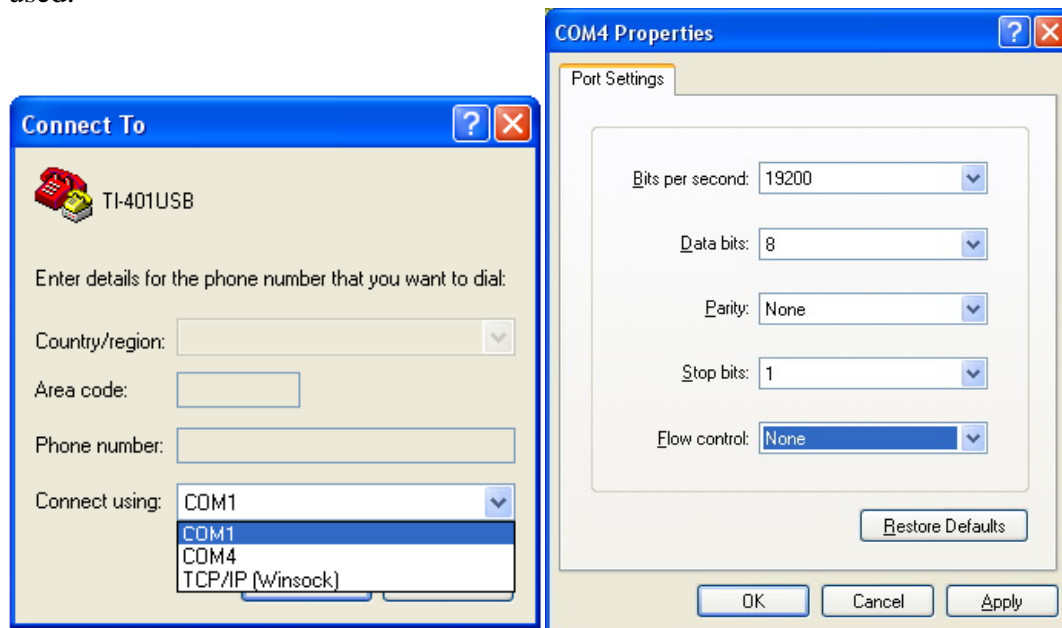 used.
Connect To
TI-401USB
Enter details for the phone number that you want to dial:
Country/region:
Area code:
Phone number:
Connect using: COM1
COM1
COM4
TCP/IP (Winsock)
COM4 Properties
Port Settings
Bits per second: 19200
Data bits: 8
Parity: None
Stop bits: 1
Flow control: None
Restore Defaults
OK Cancel Apply